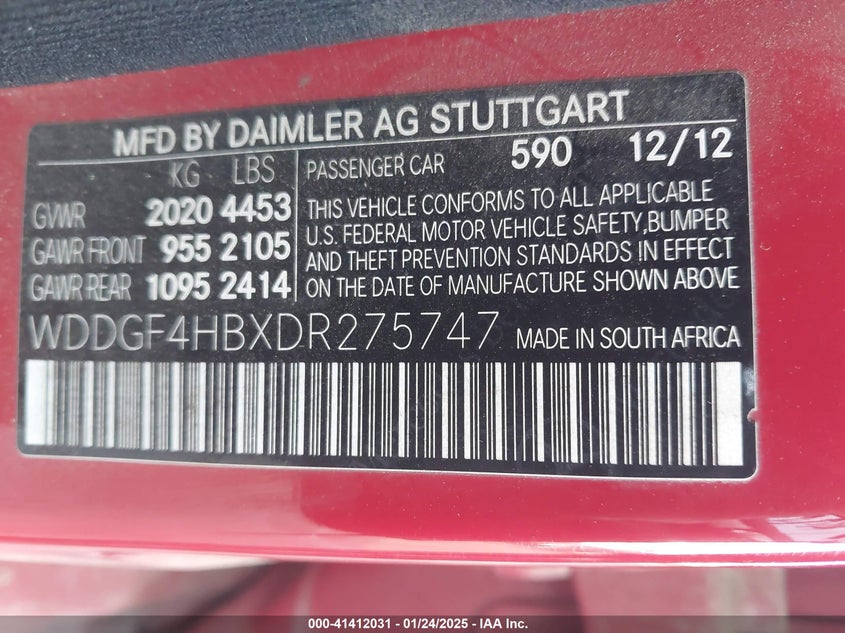 MFD BY DAIMLER AG STUTTGART
KG LBS
PASSENGER CAR 590 12/12
GVWR 2020 4453
GAWR FRONT 955 2105
GAWR REAR 1095 2414
THIS VEHICLE CONFORMS TO ALL APPLICABLE
U.S. FEDERAL MOTOR VEHICLE SAFETY,BUMPER
AND THEFT PREVENTION STANDARDS IN EFFECT
ON THE DATE OF MANUFACTURE SHOWN ABOVE
WDDGF4HBXDR275747 MADE IN SOUTH AFRICA
000-41412031 - 01/24/2025 - IAA Inc.